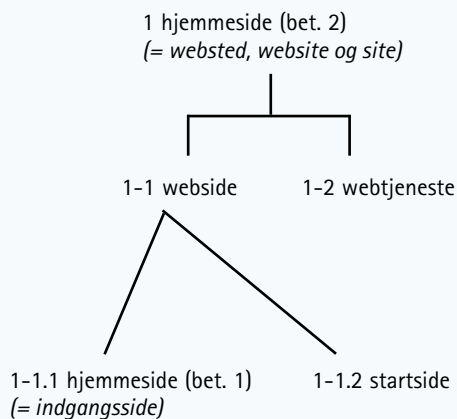 1 hjemmeside (bet. 2)
(= websted, website og site)
1-1 webside
1-2 webtjeneste
1-1.1 hjemmeside (bet. 1)
(= indgangsside)
1-1.2 startside